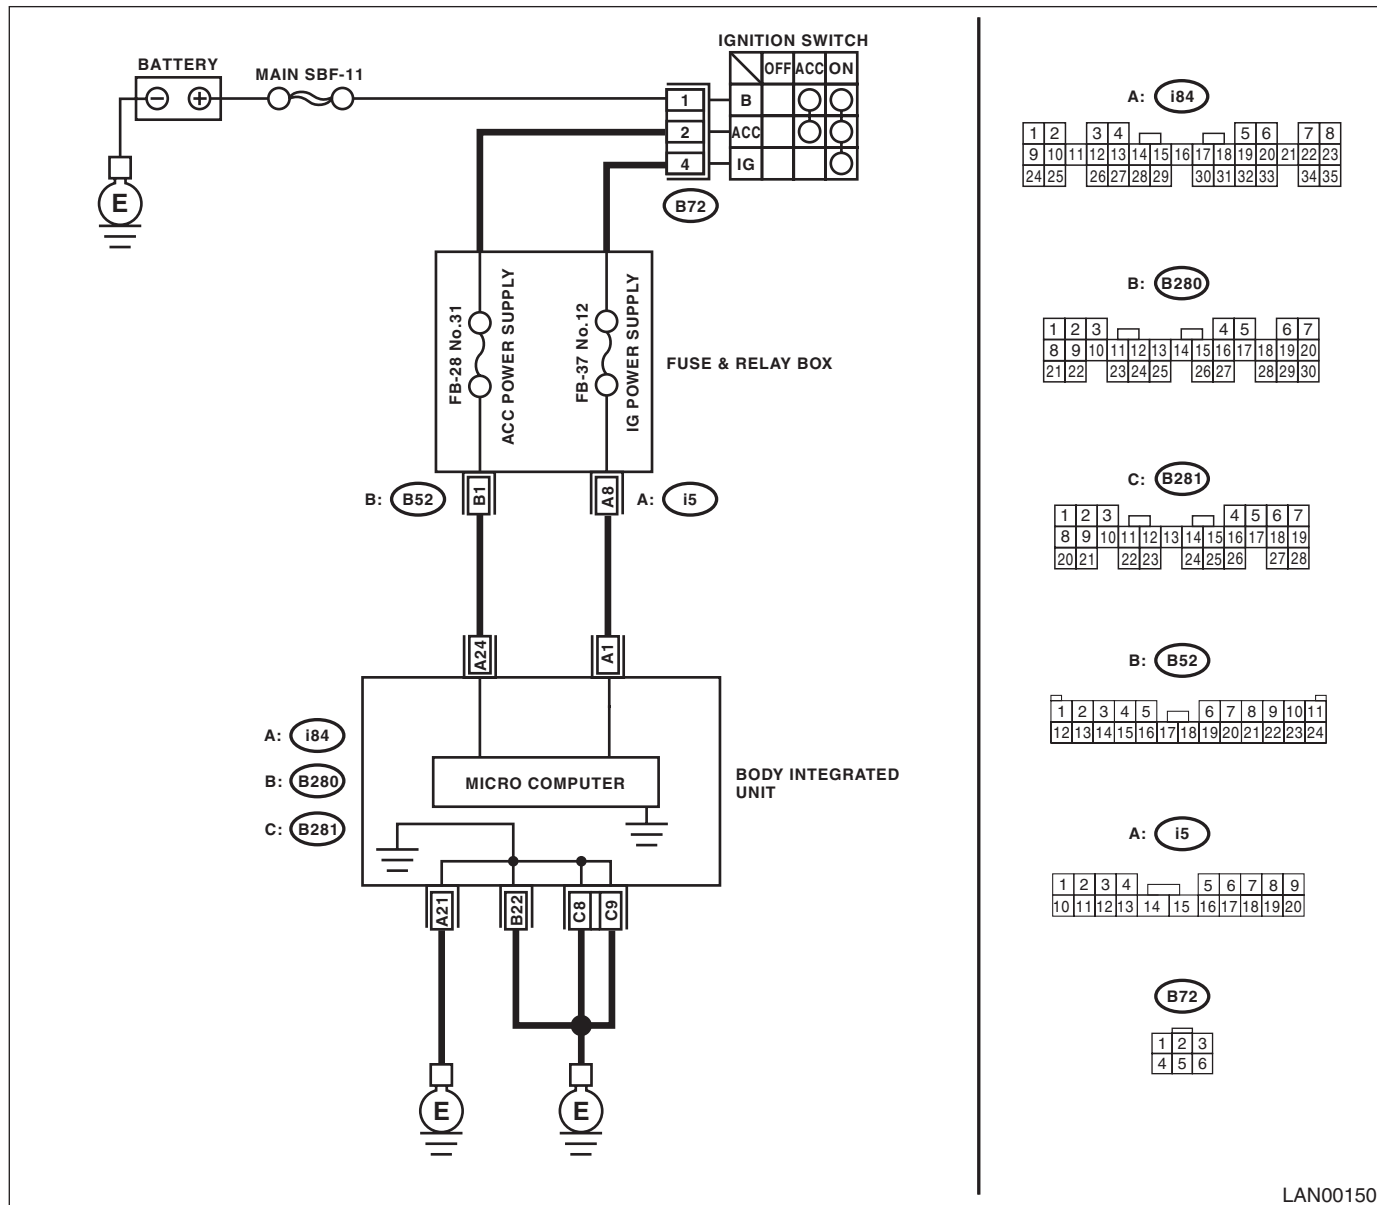 IGNITION SWITCH
OFF ACC ON
B
ACC
IG
BATTERY
MAIN SBF-11
1
2
4
B72
E
FB-28 No.31
ACC POWER SUPPLY
FB-37 No.12
IG POWER SUPPLY
FUSE & RELAY BOX
B: B52
B1
A8
A: i5
A24
A1
A: i84
B: B280
C: B281
MICRO COMPUTER
BODY INTEGRATED
UNIT
A21
B22
C8
C9
E
E
A: i84
1 2 3 4 5 6 7 8
9 10 11 12 13 14 15 16 17 18 19 20 21 22 23
24 25 26 27 28 29 30 31 32 33 34 35
B: B280
1 2 3 4 5 6 7
8 9 10 11 12 13 14 15 16 17 18 19 20
21 22 23 24 25 26 27 28 29 30
C: B281
1 2 3 4 5 6 7
8 9 10 11 12 13 14 15 16 17 18 19
20 21 22 23 24 25 26 27 28
B: B52
1 2 3 4 5 6 7 8 9 10 11
12 13 14 15 16 17 18 19 20 21 22 23 24
A: i5
1 2 3 4 5 6 7 8 9
10 11 12 13 14 15 16 17 18 19 20
B72
1 2 3
4 5 6
LAN00150